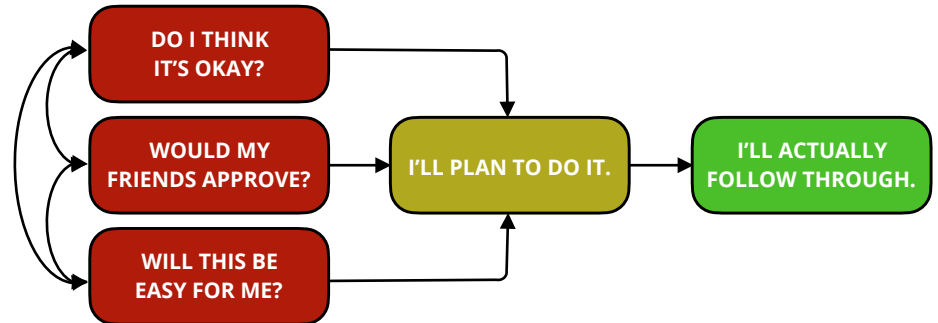 DO I THINK
IT’S OKAY?
WOULD MY
FRIENDS APPROVE?
WILL THIS BE
EASY FOR ME?
I’LL PLAN TO DO IT.
I’LL ACTUALLY
FOLLOW THROUGH.